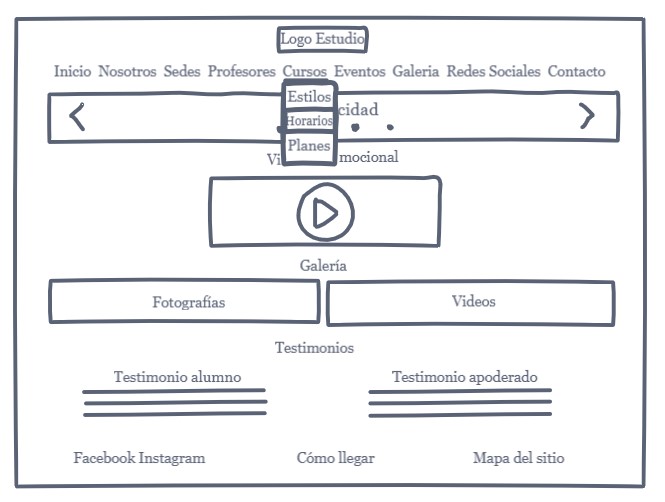 Logo Estudio
Inicio Nosotros Sedes Profesores Cursos Eventos Galeria Redes Sociales Contacto
Estilos
cidad
Horarios
Planes
Vi mocional
Galería
Fotografías Videos
Testimonios
Testimonio alumno Testimonio apoderado
Facebook Instagram Cómo llegar Mapa del sitio